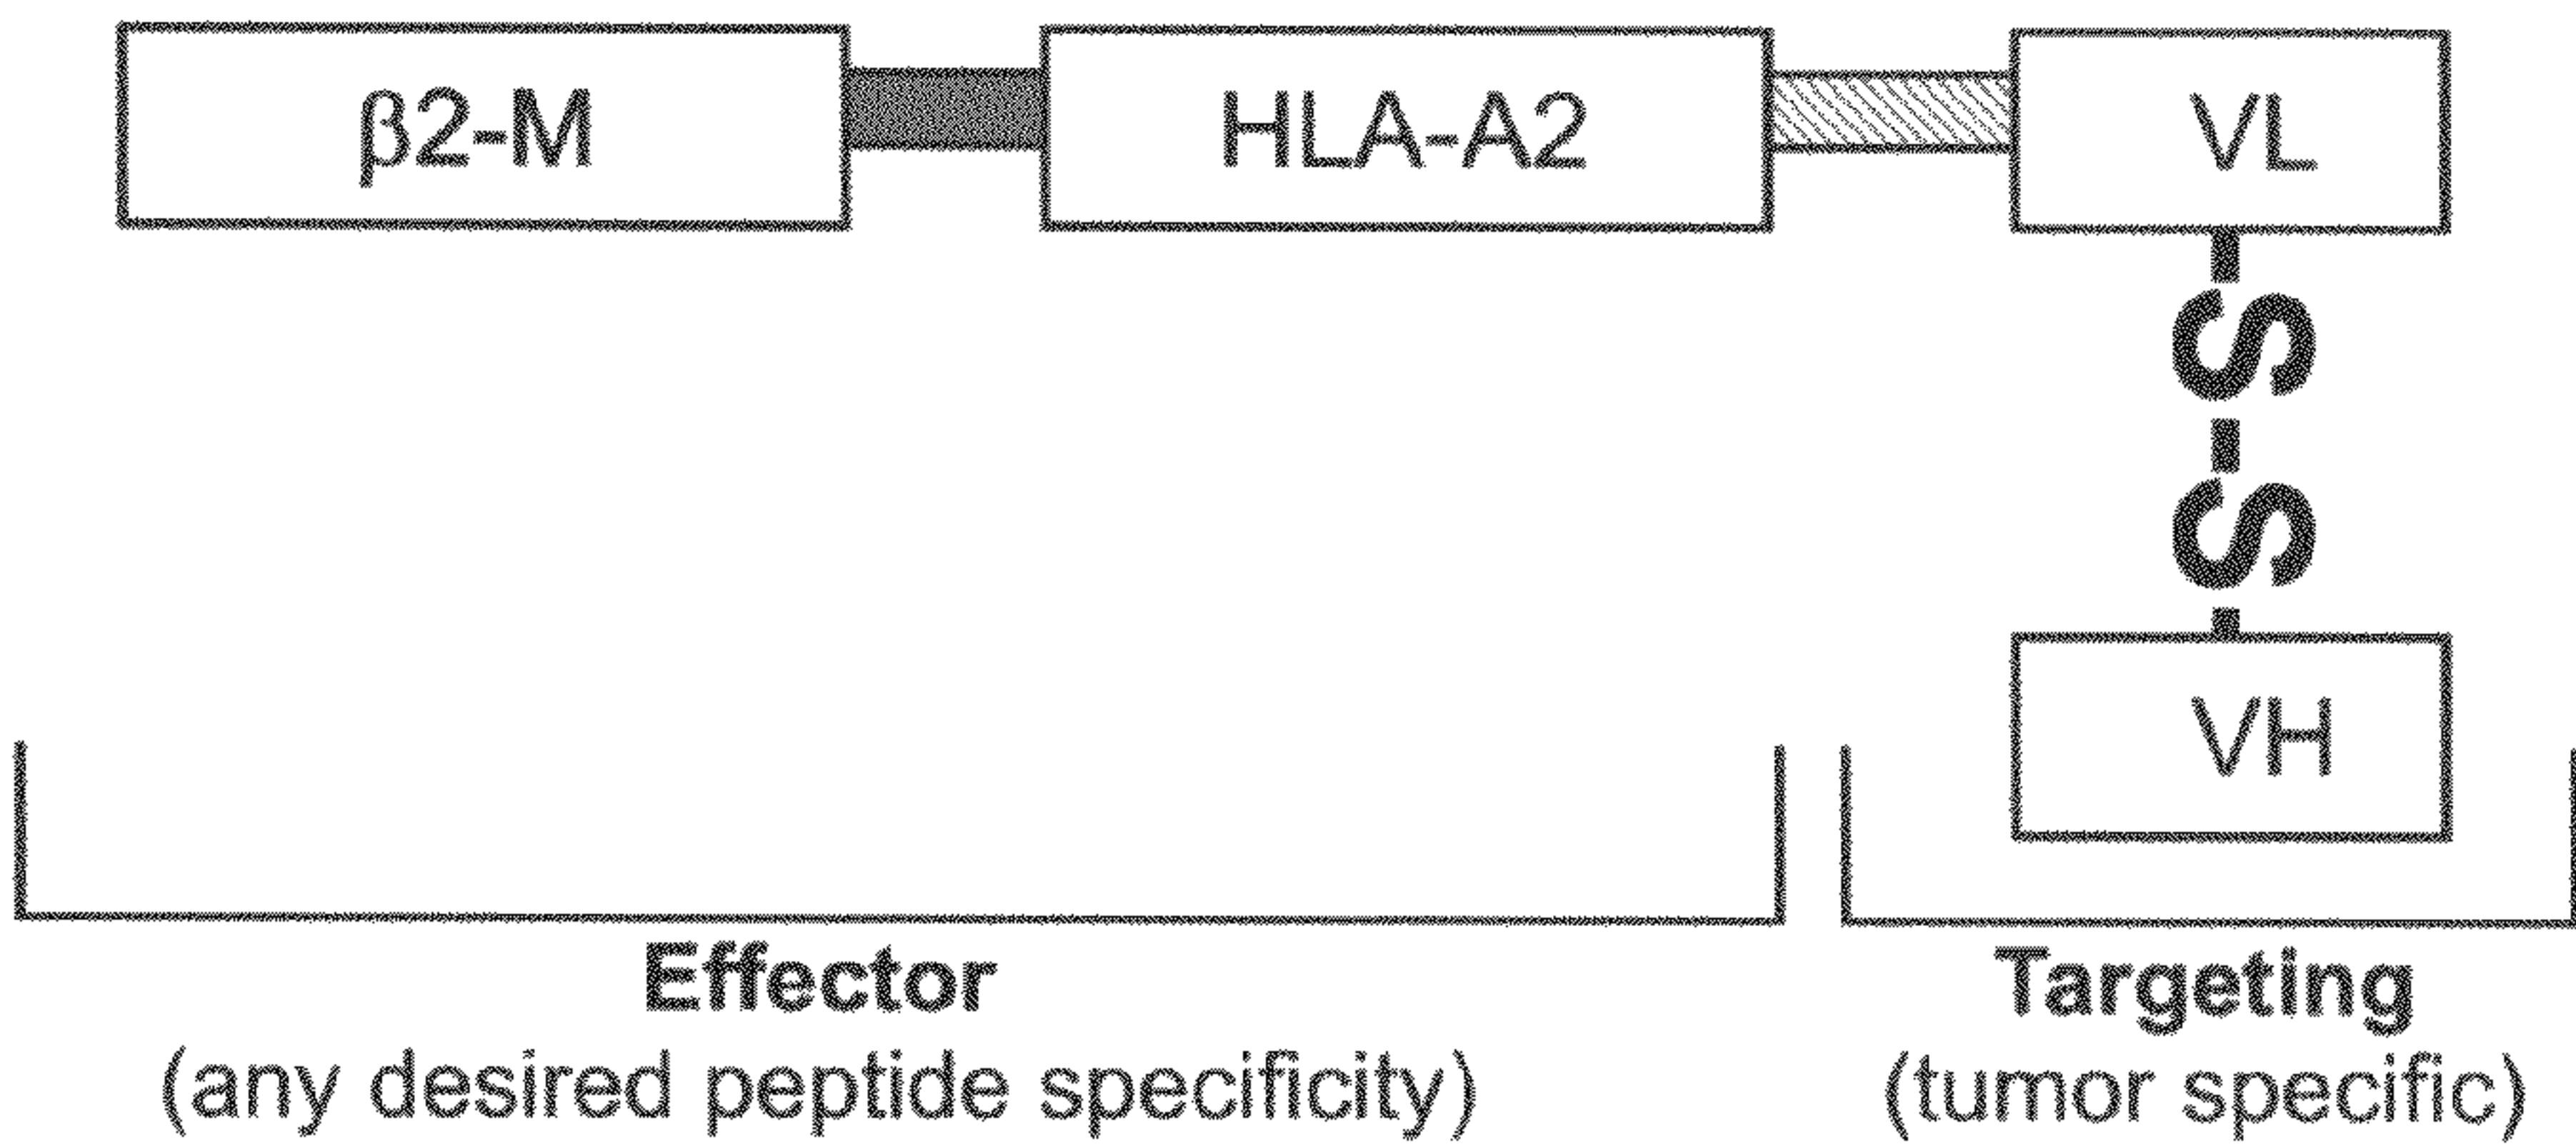 β2-M
HLA-A2
VL
-S-S-
VH
Effector
(any desired peptide specificity)
Targeting
(tumor specific)